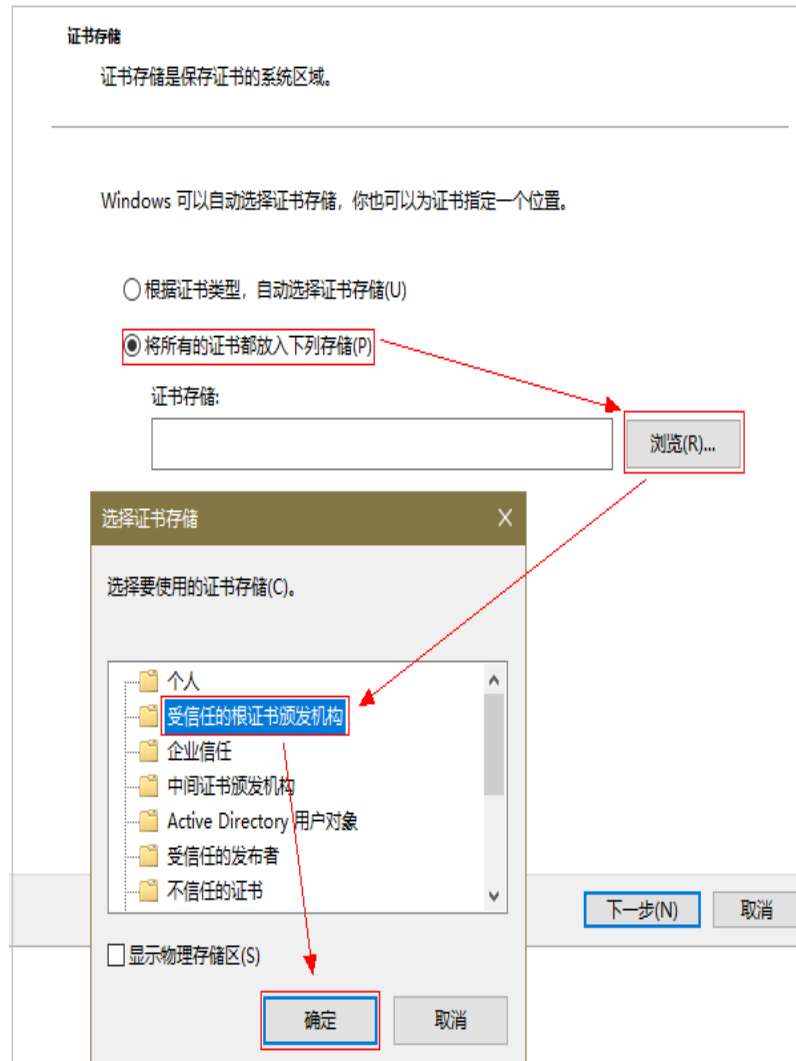 证书存储
证书存储是保存证书的系统区域。
Windows 可以自动选择证书存储，你也可以为证书指定一个位置。
根据证书类型，自动选择证书存储(U)
将所有的证书都放入下列存储(P)
证书存储:
浏览(R)...
选择证书存储
选择要使用的证书存储(C)。
个人
受信任的根证书颁发机构
企业信任
中间证书颁发机构
Active Directory 用户对象
受信任的发布者
不信任的证书
下一步(N) 取消
显示物理存储区(S)
确定 取消